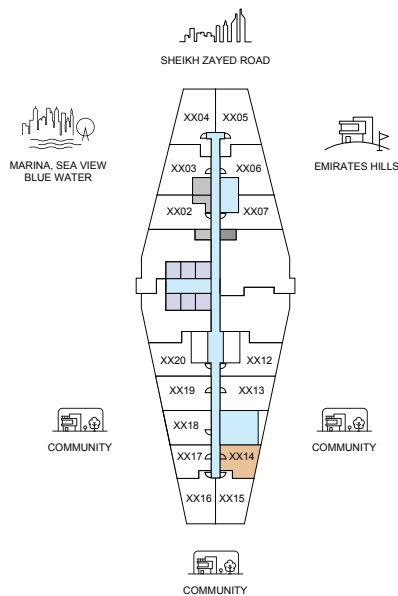 SHEIKH ZAYED ROAD
XX04 XX05
MARINA, SEA VIEW
BLUE WATER
EMIRATES HILLS
XX03 XX06
XX02 XX07
XX20 XX12
XX19 XX13
XX18
COMMUNITY
COMMUNITY
XX17 XX14
XX16 XX15
COMMUNITY